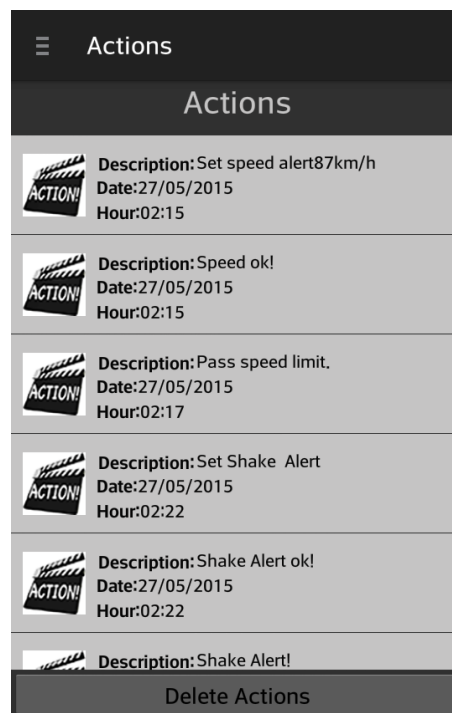 Actions
Actions
ACTION!
Description:Set speed alert87km/h
Date:27/05/2015
Hour:02:15
ACTION!
Description:Speed ok!
Date:27/05/2015
Hour:02:15
ACTION!
Description:Pass speed limit.
Date:27/05/2015
Hour:02:17
ACTION!
Description:Set Shake  Alert
Date:27/05/2015
Hour:02:22
ACTION!
Description:Shake Alert ok!
Date:27/05/2015
Hour:02:22
Description:Shake Alert!
Delete Actions